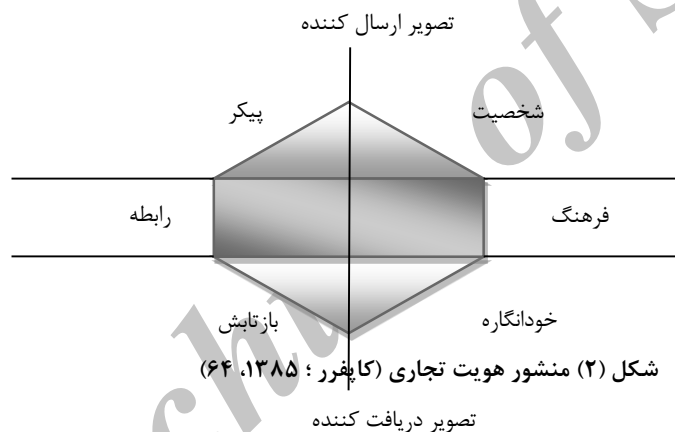 تصویر ارسال کننده
شخصیت
پیکر
فرهنگ
رابطه
خودانگاره
بازتابش
شکل (۲) منشور هویت تجاری (کاپفرر ؛ ۱۳۸۵، ۶۴)
تصویر دریافت کننده